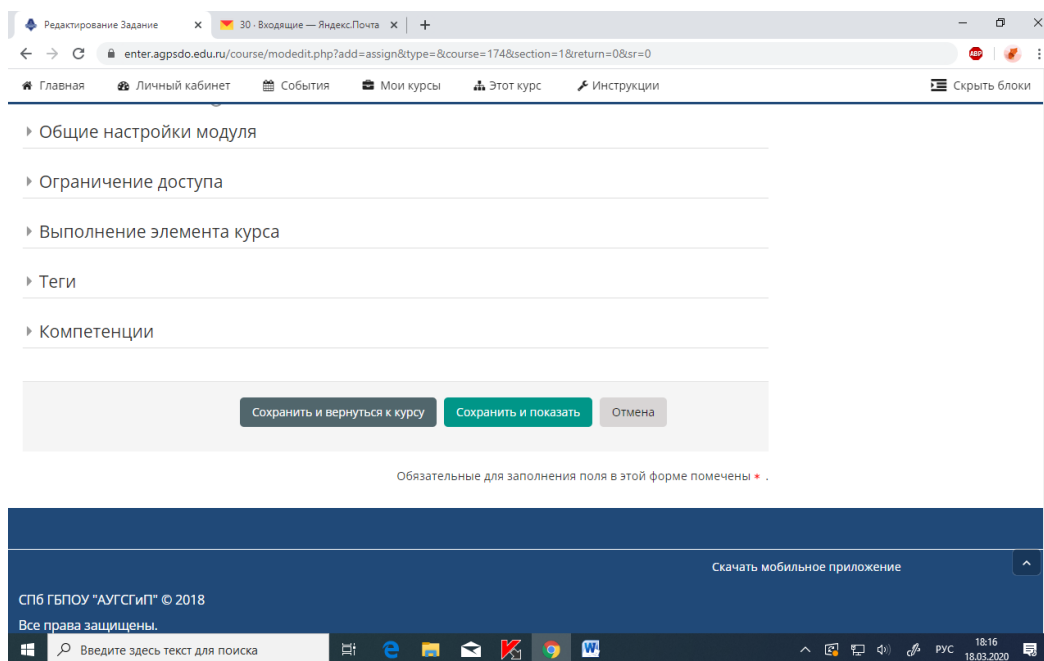 Редактирование Задание
30 · Входящие — Яндекс.Почта
enter.agpsdo.edu.ru/course/modedit.php?add=assign&type=&course=174&section=1&return=0&sr=0
ABP
Главная Личный кабинет События Мои курсы Этот курс Инструкции Скрыть блоки
Общие настройки модуля
Ограничение доступа
Выполнение элемента курса
Теги
Компетенции
Сохранить и вернуться к курсу Сохранить и показать Отмена
Обязательные для заполнения поля в этой форме помечены * .
Скачать мобильное приложение
СПб ГБПОУ "АУГСГиП" © 2018
Все права защищены.
Введите здесь текст для поиска
РУС
18:16
18.03.2020